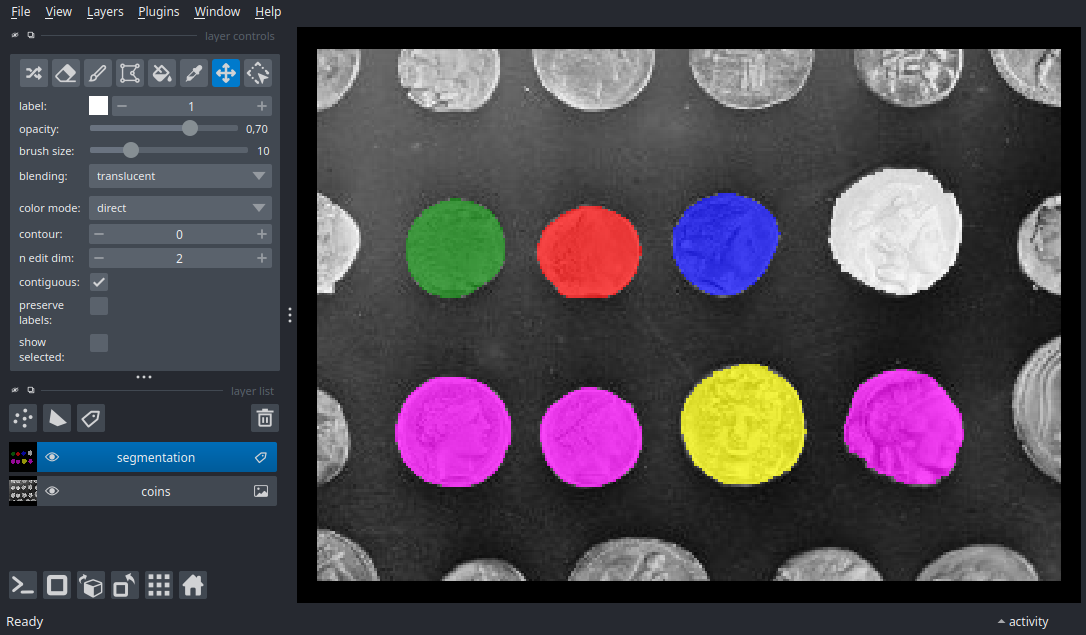 File View Layers Plugins Window Help
layer controls
label: 1
opacity: 0,70
brush size: 10
blending: translucent
color mode: direct
contour: 0
n edit dim: 2
contiguous:
preserve
labels:
show
selected:
layer list
segmentation
coins
Ready
activity